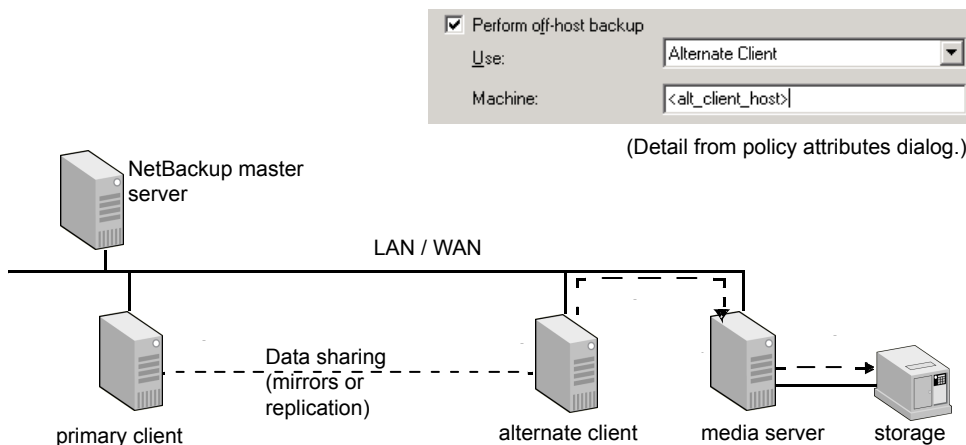 Perform off-host backup
Use:
Alternate Client
Machine:
<alt_client_host>
(Detail from policy attributes dialog.)
NetBackup master
server
LAN / WAN
Data sharing
(mirrors or
replication)
primary client
alternate client
media server
storage